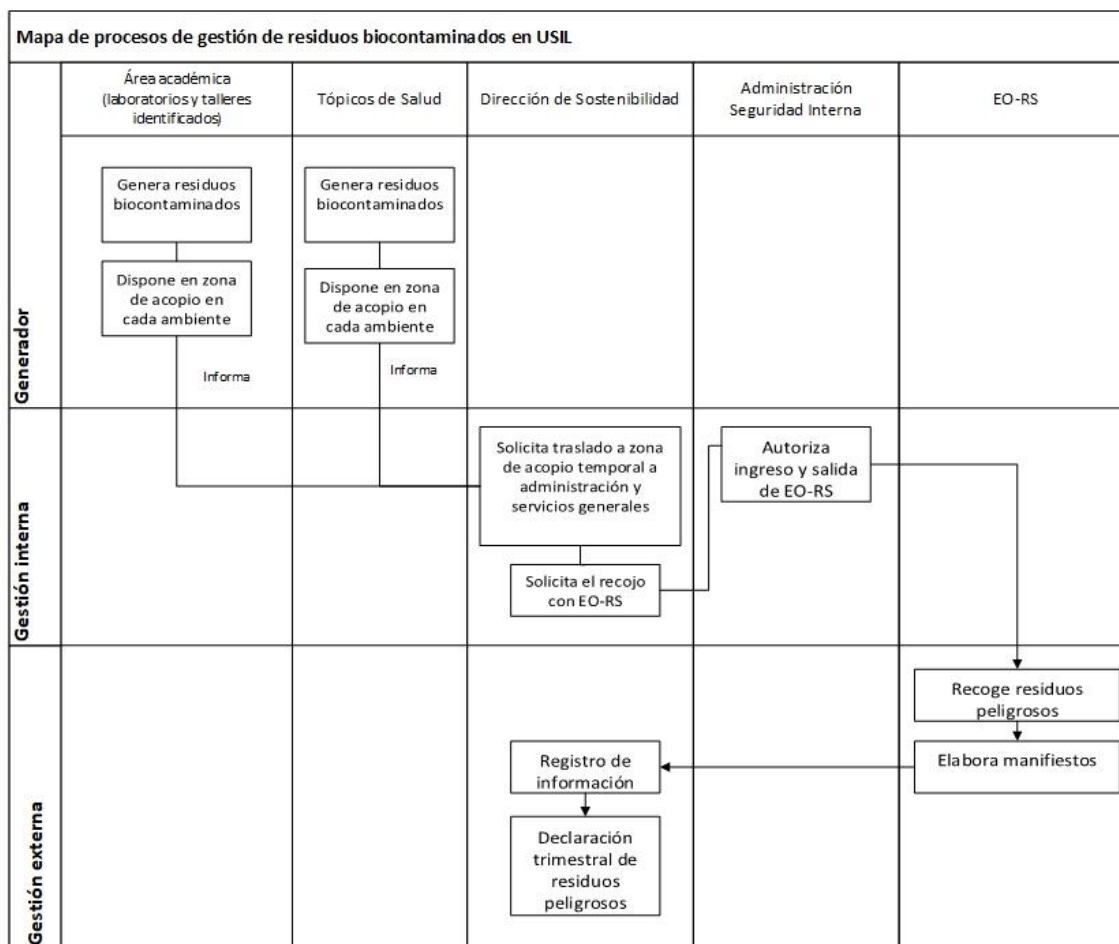 Mapa de procesos de gestión de residuos biocontaminados en USIL
Área académica
(laboratorios y talleres
identificados)
Tópicos de Salud
Dirección de Sostenibilidad
Administración
Seguridad Interna
EO-RS
Generador
Genera residuos
biocontaminados
Dispone en zona
de acopio en
cada ambiente
Informa
Genera residuos
biocontaminados
Dispone en zona
de acopio en
cada ambiente
Informa
Gestión interna
Solicita traslado a zona
de acopio temporal a
administración y
servicios generales
Solicita el recojo
con EO-RS
Autoriza
ingreso y salida
de EO-RS
Gestión externa
Recoge residuos
peligrosos
Elabora manifiestos
Registro de
información
Declaración
trimestral de
residuos
peligrosos